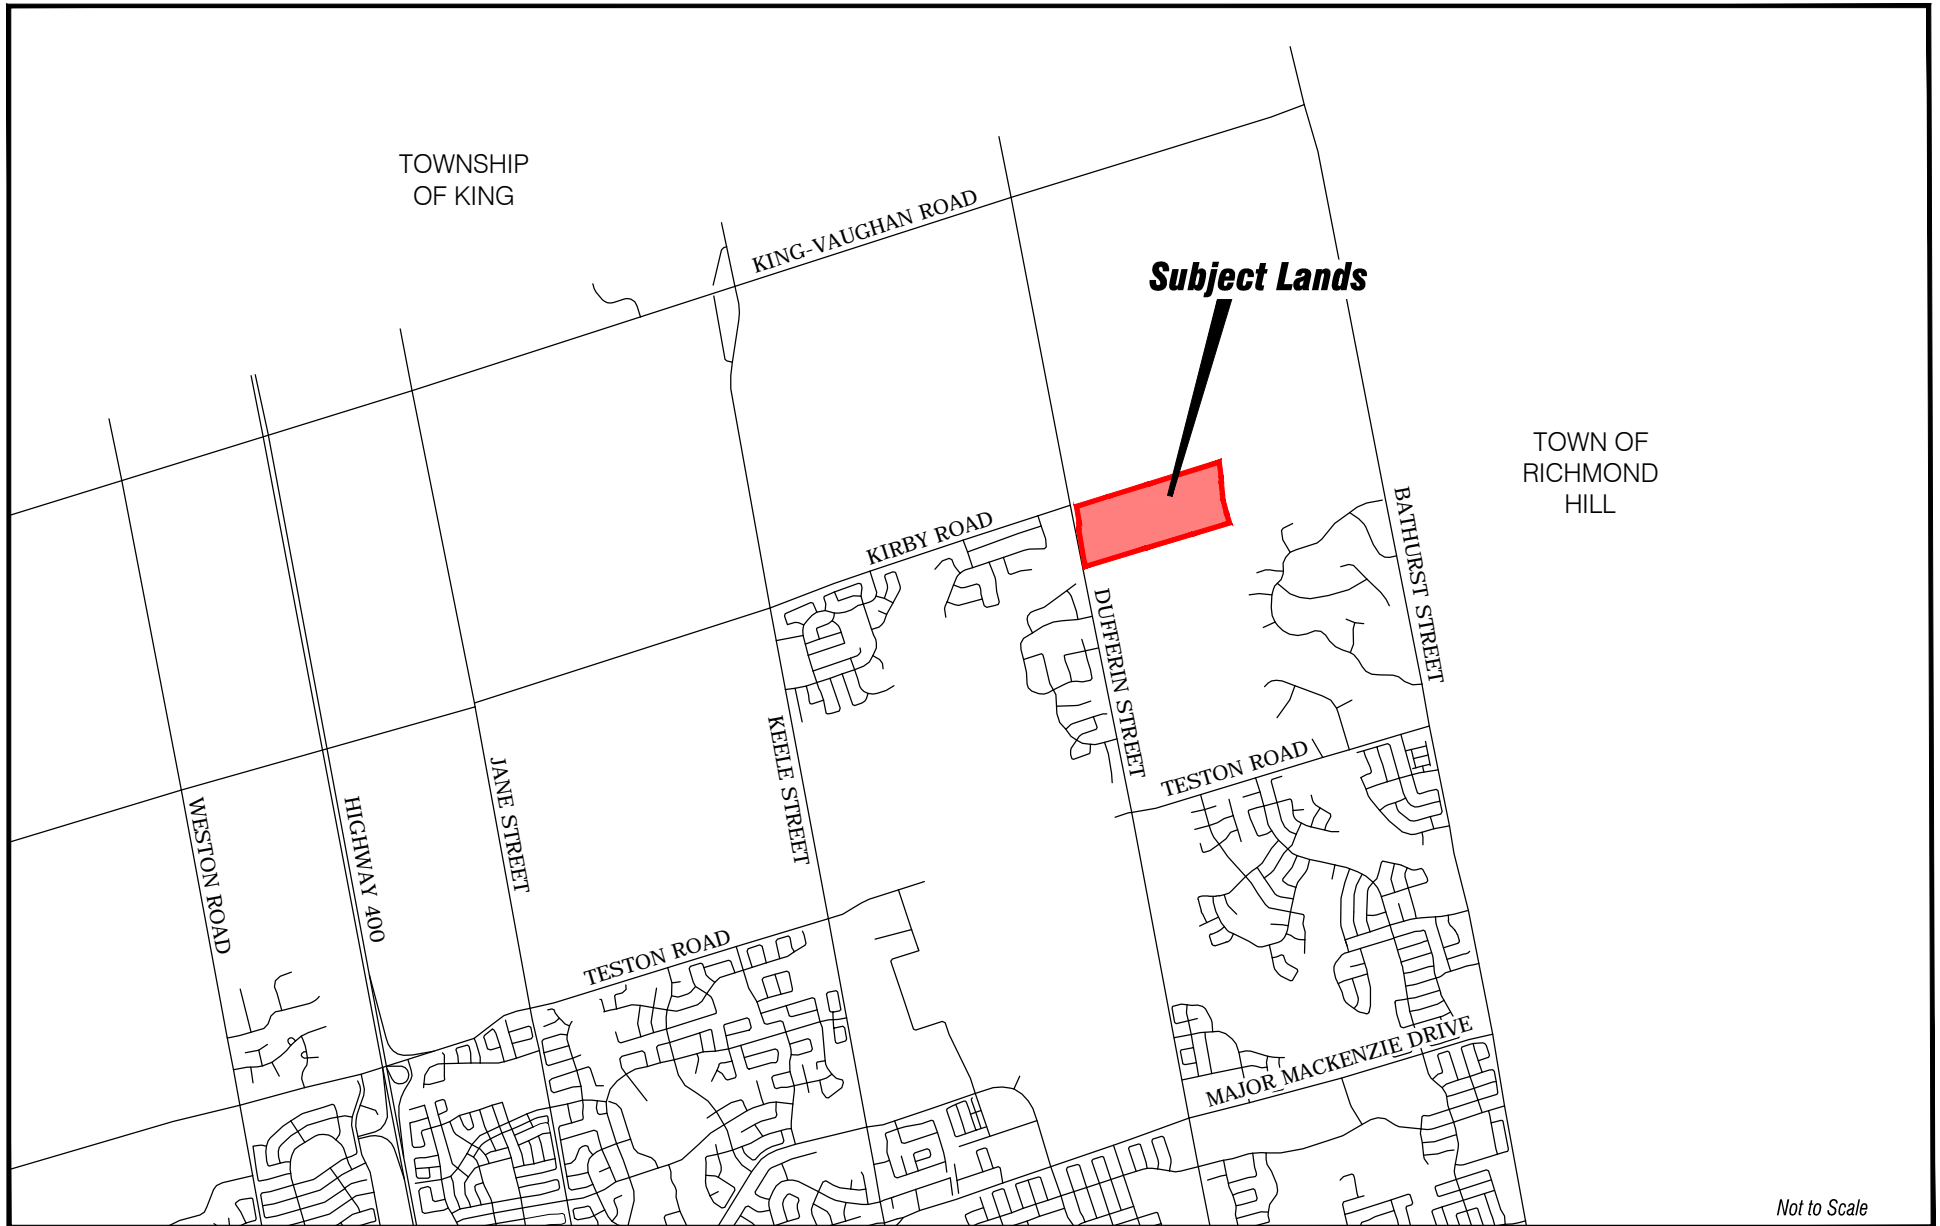 TOWNSHIP
OF KING
KING-VAUGHAN ROAD
Subject Lands
TOWN OF
RICHMOND
HILL
KIRBY ROAD
BATHURST STREET
DUFFERIN STREET
KEELE STREET
TESTON ROAD
JANE STREET
HIGHWAY 400
WESTON ROAD
TESTON ROAD
MAJOR MACKENZIE DRIVE
Not to Scale